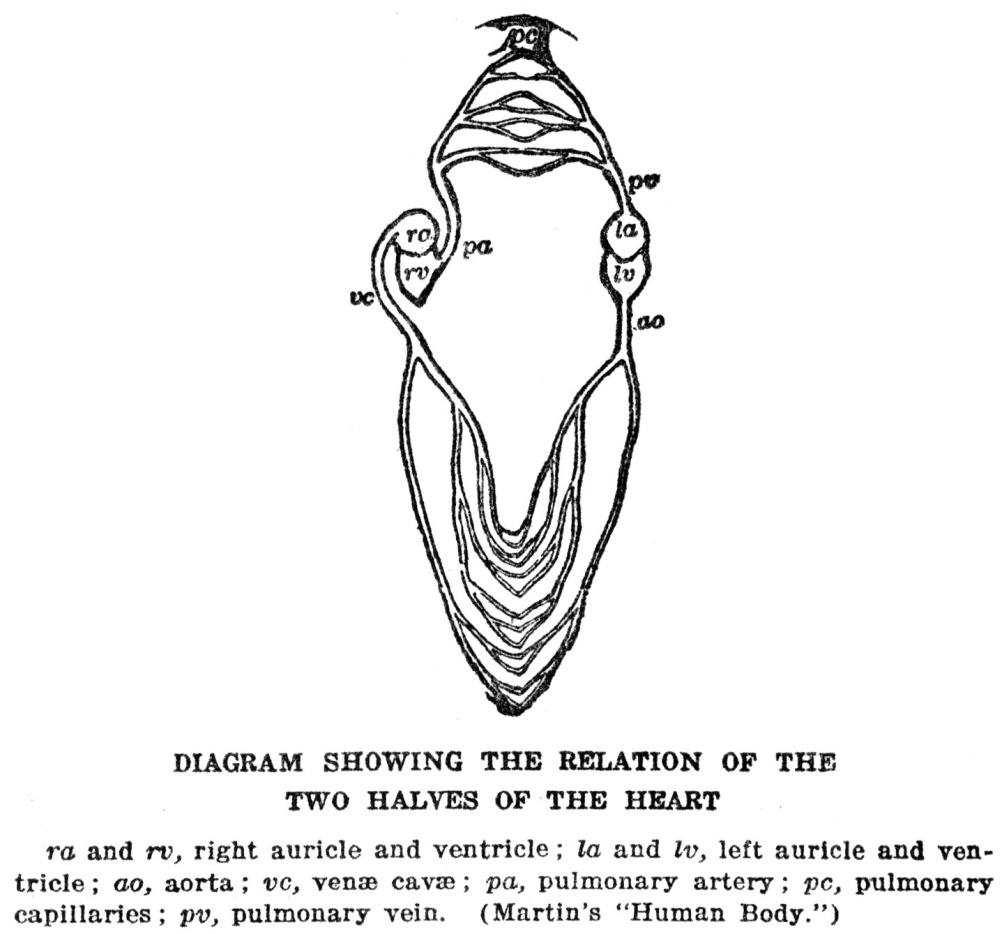 pc
pv
ra
la
pa
rv
lv
vc
ao
DIAGRAM SHOWING THE RELATION OF THE
TWO HALVES OF THE HEART
ra and rv, right auricle and ventricle; la and lv, left auricle and ven-
tricle; ao, aorta; vc, venæ cavæ; pa, pulmonary artery; pc, pulmonary
capillaries; pv, pulmonary vein. (Martin's "Human Body.")